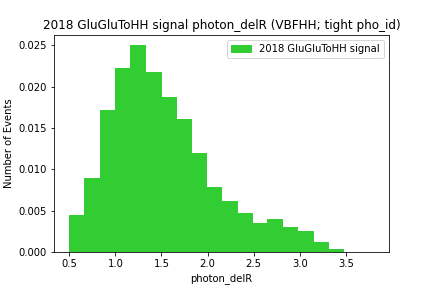 2018 GluGluToHH signal photon_delR (VBFHH; tight pho_id)
2018 GluGluToHH signal
0.025
0.020
0.015
0.010
0.005
0.000
Number of Events
0.5 1.0 1.5 2.0 2.5 3.0 3.5
photon_delR